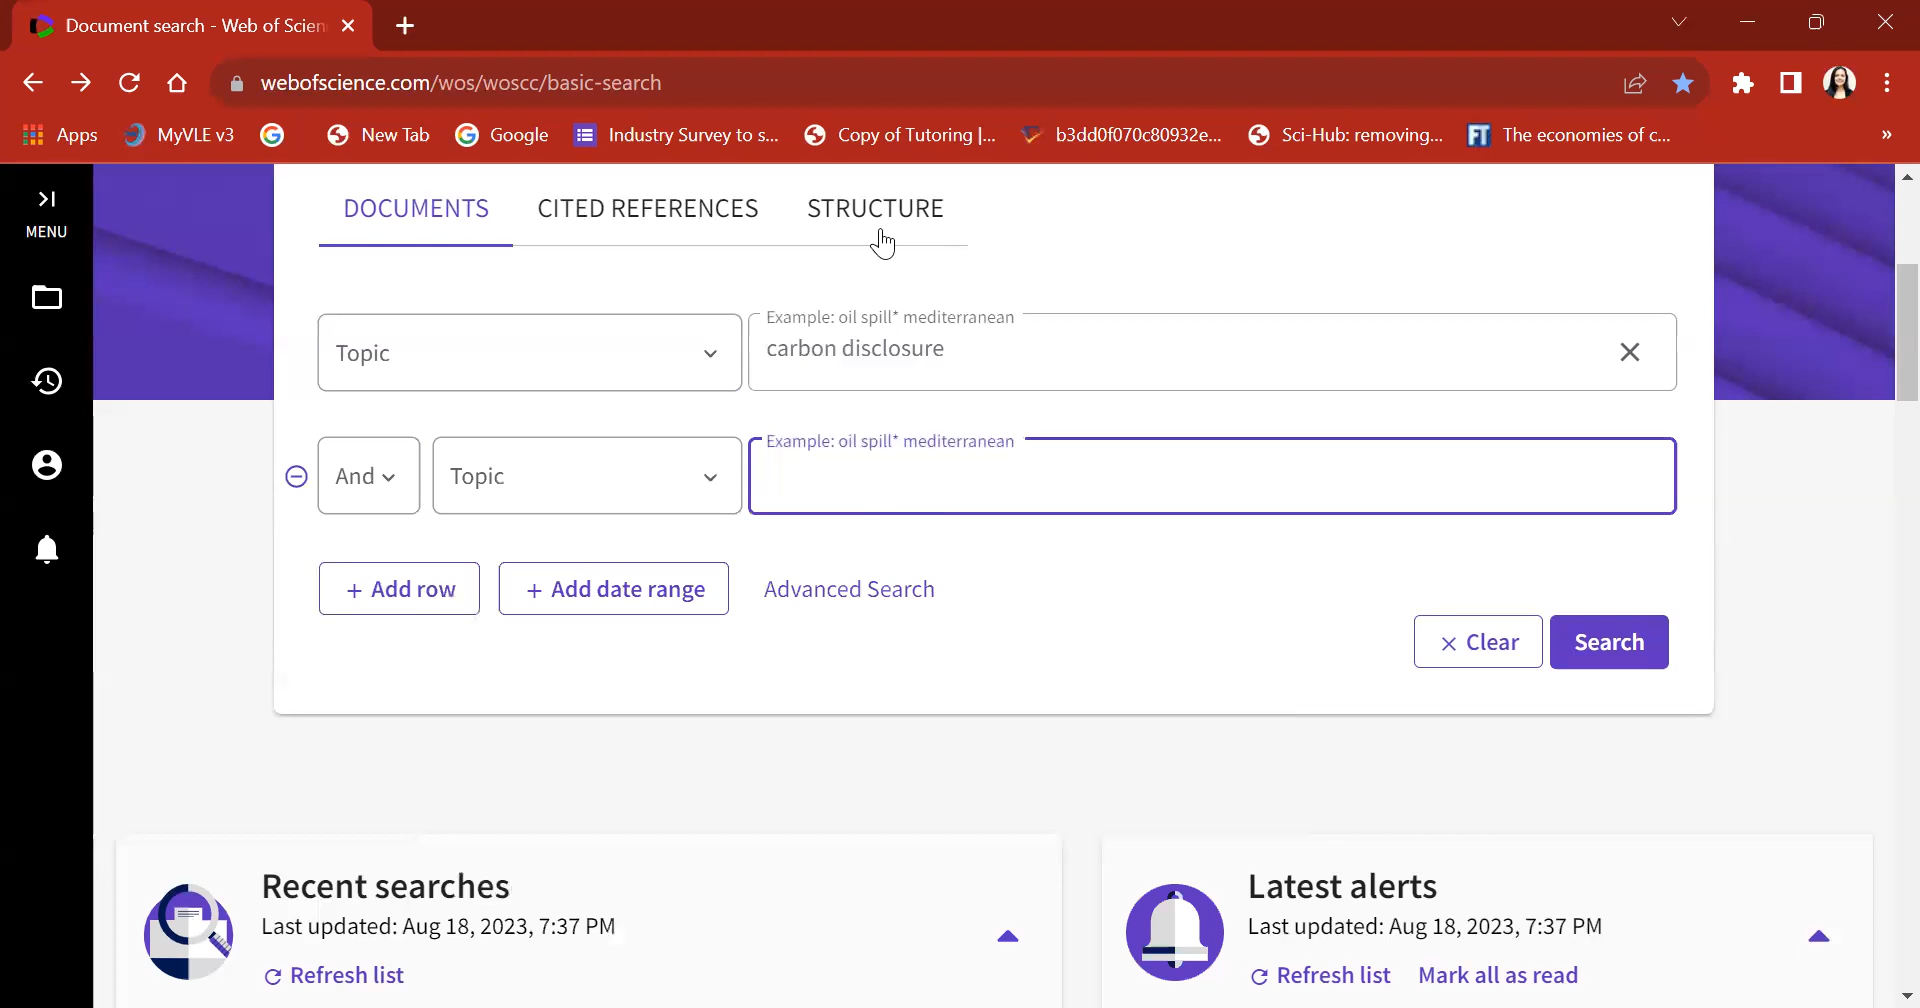 Document search - Web of Scien
webofscience.com/wos/woscc/basic-search
Apps MyVLE v3 New Tab Google Industry Survey to s... Copy of Tutoring |... b3dd0f070c80932e... Sci-Hub: removing,... FT The economies of c... »
MENU
DOCUMENTS CITED REFERENCES STRUCTURE
Example: oil spill* mediterranean
Topic carbon disclosure
Example: oil spill* mediterranean
And Topic
+ Add row + Add date range Advanced Search
× Clear Search
Recent searches
Last updated: Aug 18, 2023, 7:37 PM
Refresh list
Latest alerts
Last updated: Aug 18, 2023, 7:37 PM
Refresh list Mark all as read